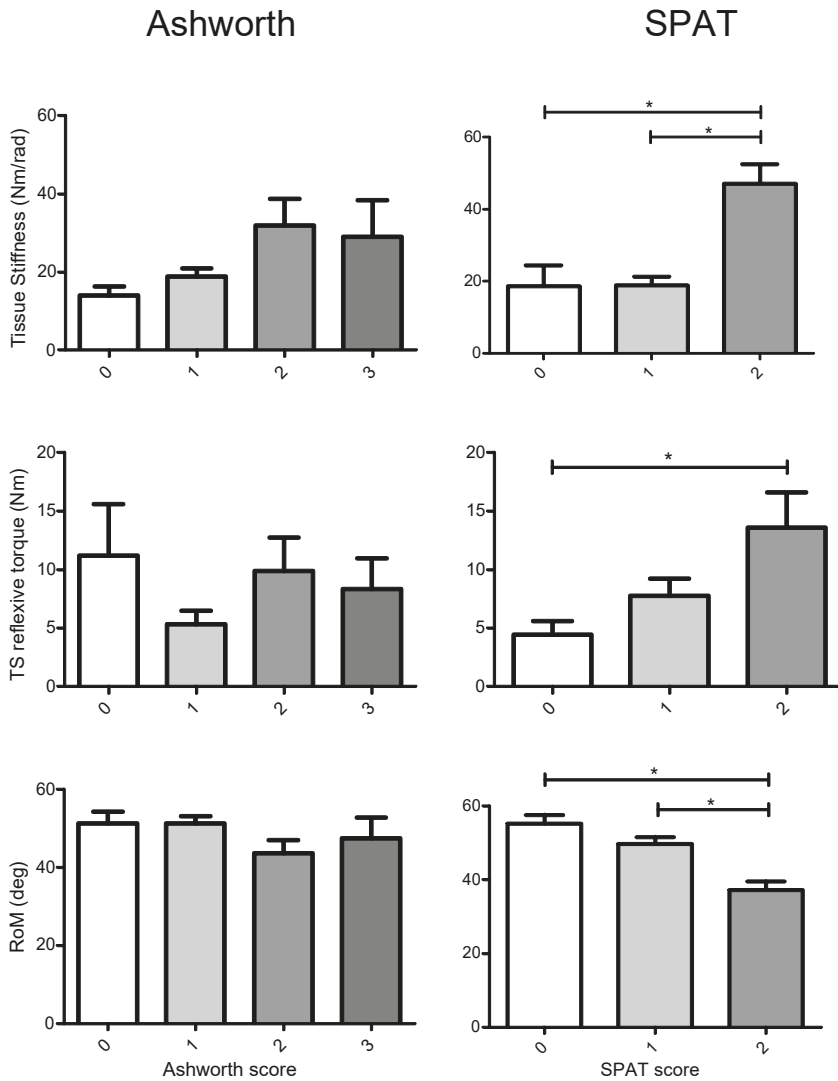 Ashworth
SPAT
Tissue Stiffness (Nm/rad)
60
40
20
0
0 1 2 3
*
*
60
40
20
0
0 1 2
TS reflexive torque (Nm)
20
15
10
5
0
0 1 2 3
*
20
15
10
5
0
0 1 2
RoM (deg)
60
40
20
0
0 1 2 3
Ashworth score
*
*
60
40
20
0
0 1 2
SPAT score